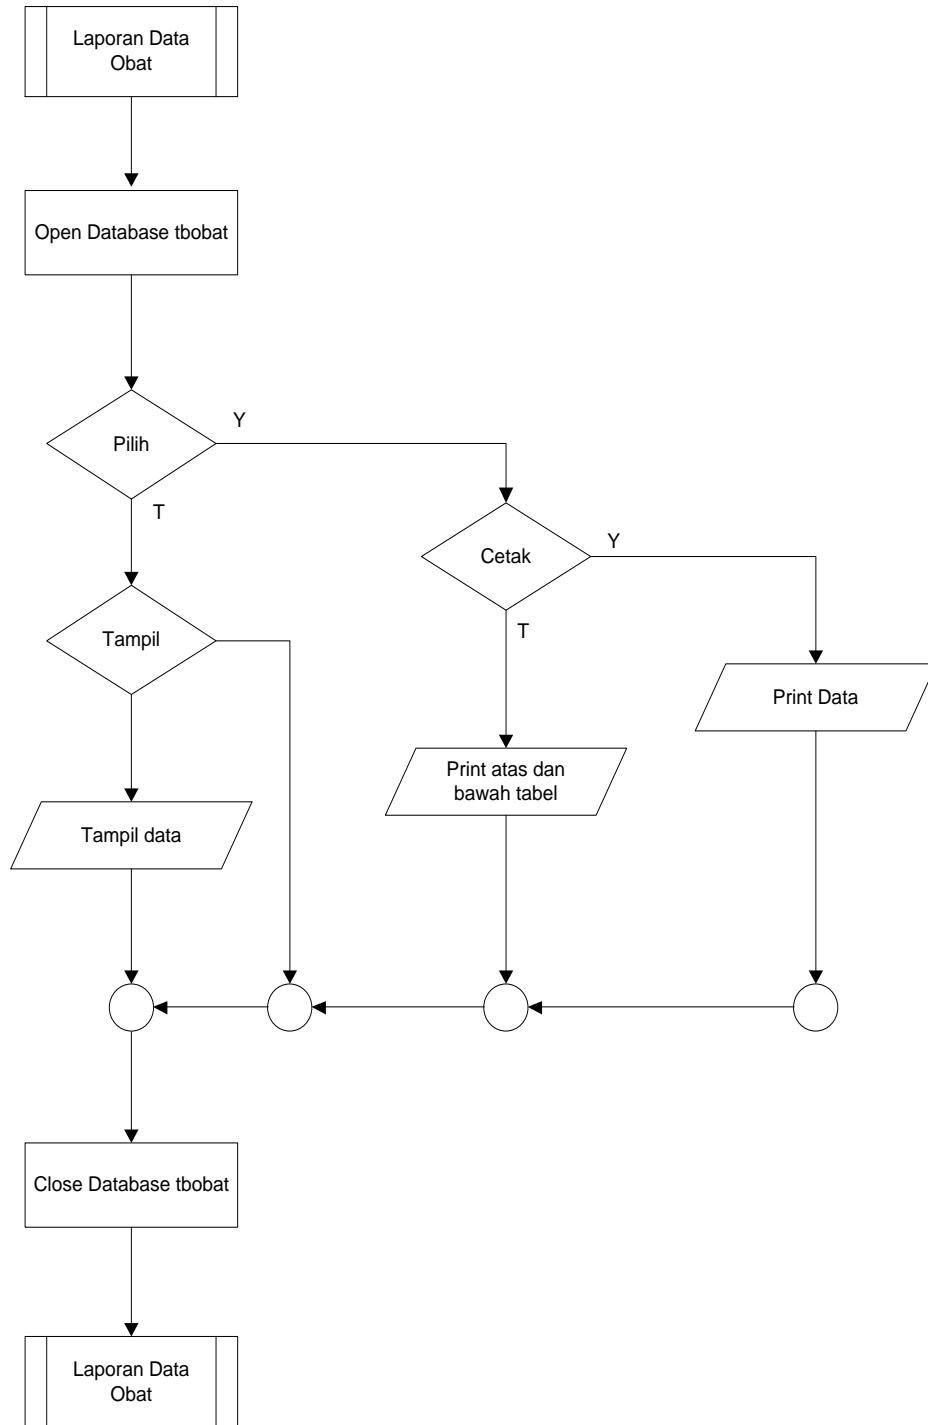 Laporan Data
Obat
Open Database tbobat
Pilih
Y
T
Cetak
Y
T
Tampil
Print Data
Print atas dan
bawah tabel
Tampil data
Close Database tbobat
Laporan Data
Obat